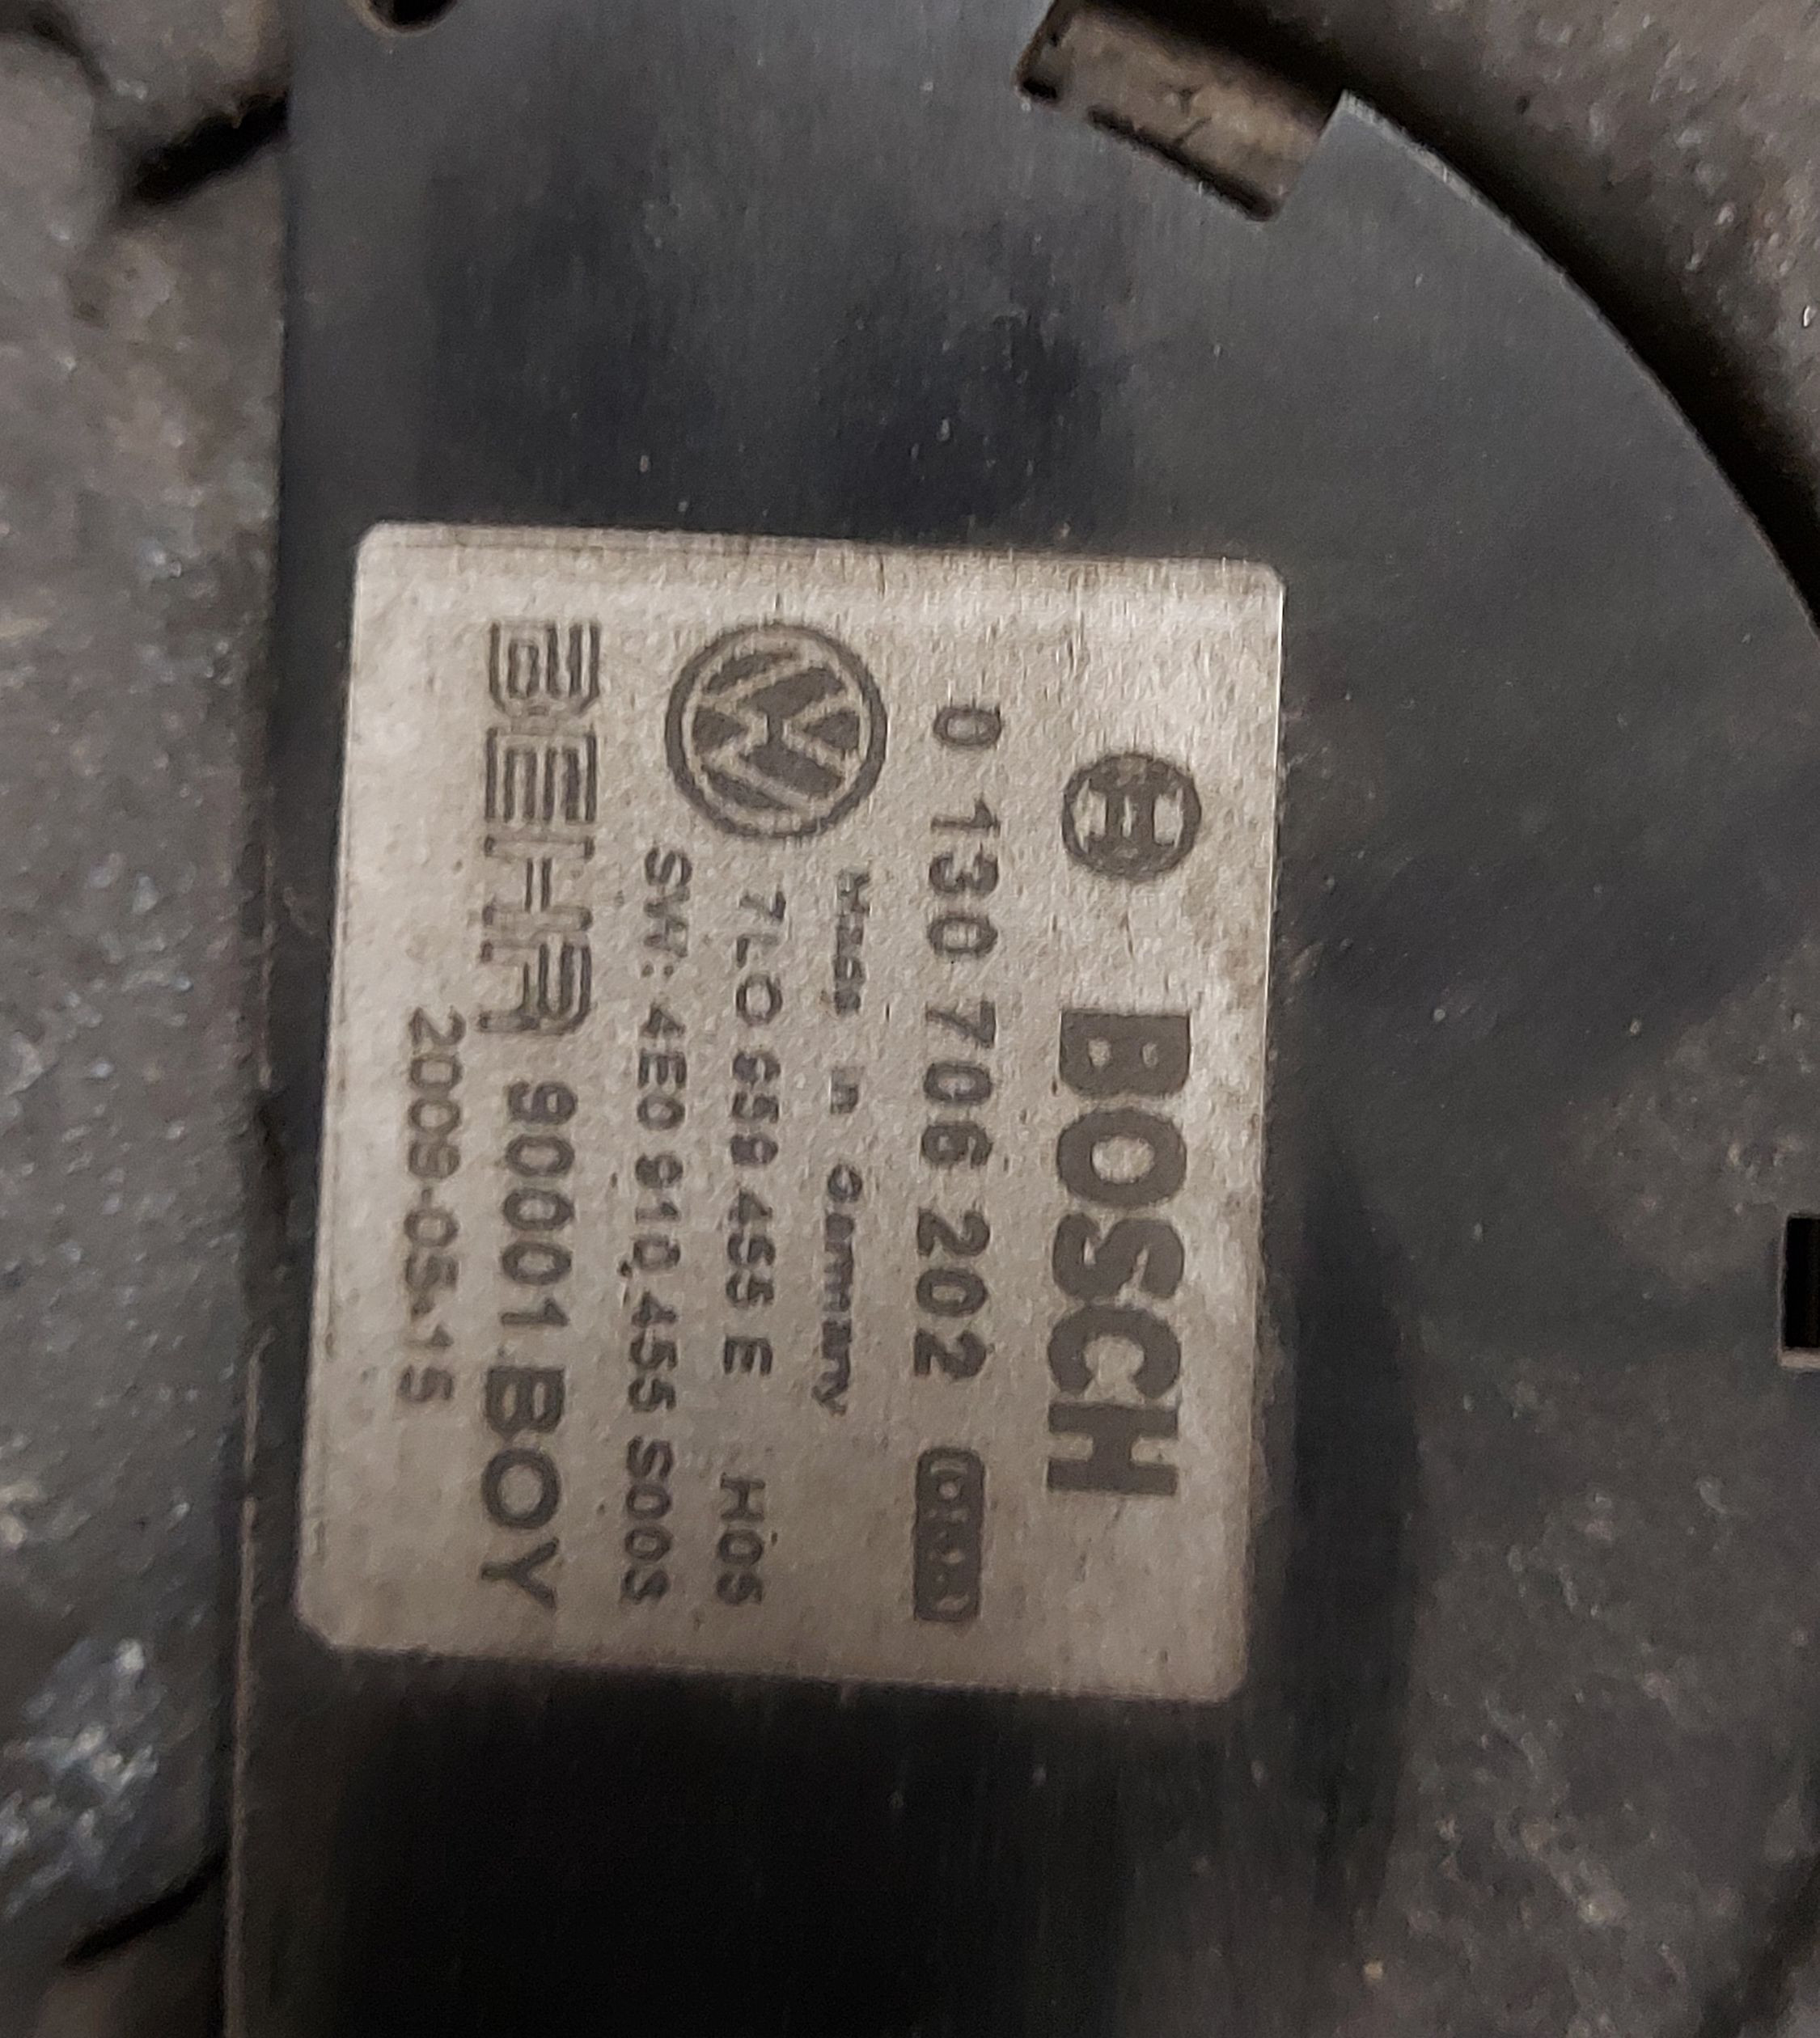 BOSCH
0 130 706 202
Made in Germany
7L0 959 455 E H05
SW: 4E0 910 455 S00S
BEHR 90001 BOY
2009-05-15